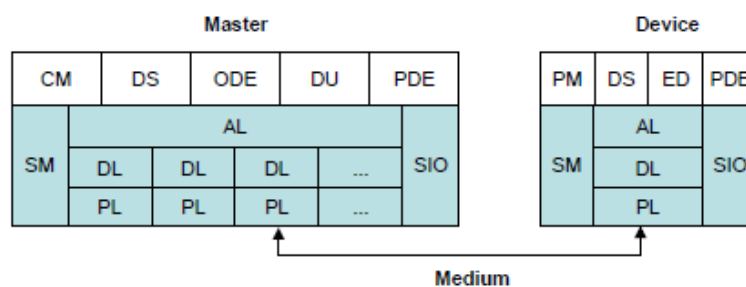 Master Device
CM DS ODE DU PDE PM DS ED PDE
SM AL SIO SM AL SIO
DL DL DL ... DL
PL PL PL ... PL
Medium